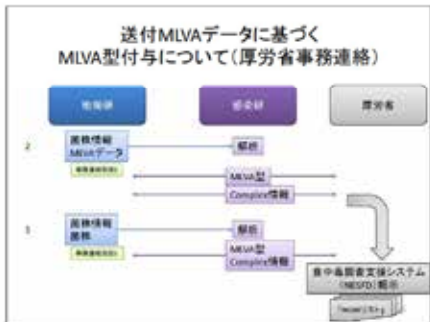 送付MLVAデータに基づく
MLVA型付与について(厚労省事務連絡)
地衛研
感染研
厚労省
2
菌株情報
MLVAデータ
解析
MLVA型
Complex情報
菌株情報
菌株
解析
MLVA型
Complex情報
食中毒調査支援システム
(NESFD)掲示